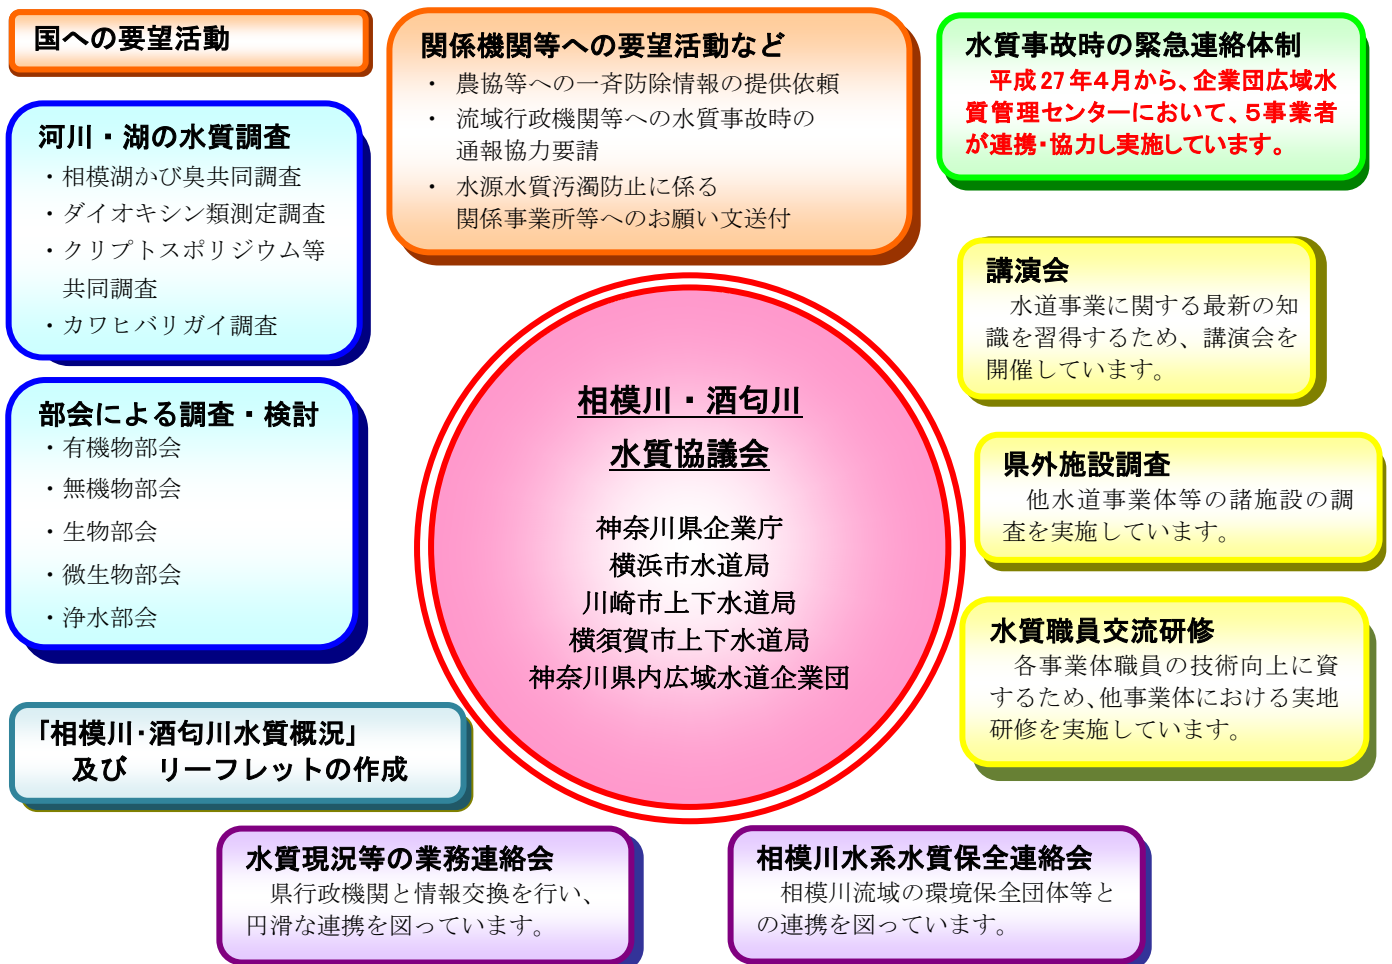 国への要望活動
河川・湖の水質調査
・相模湖かび臭共同調査
・ダイオキシン類測定調査
・クリプトスポリジウム等
共同調査
・カワヒバリガイ調査
部会による調査・検討
・有機物部会
・無機物部会
・生物部会
・微生物部会
・浄水部会
「相模川・酒匂川水質概況」
及び　リーフレットの作成
関係機関等への要望活動など
・ 農協等への一斉防除情報の提供依頼
・ 流域行政機関等への水質事故時の
通報協力要請
・ 水源水質汚濁防止に係る
関係事業所等へのお願い文送付
相模川・酒匂川
水質協議会
神奈川県企業庁
横浜市水道局
川崎市上下水道局
横須賀市上下水道局
神奈川県内広域水道企業団
水質事故時の緊急連絡体制
平成27年4月から、企業団広域水
質管理センターにおいて、5事業者
が連携・協力し実施しています。
講演会
水道事業に関する最新の知
識を習得するため、講演会を
開催しています。
県外施設調査
他水道事業体等の諸施設の調
査を実施しています。
水質職員交流研修
各事業体職員の技術向上に資
するため、他事業体における実地
研修を実施しています。
水質現況等の業務連絡会
県行政機関と情報交換を行い、
円滑な連携を図っています。
相模川水系水質保全連絡会
相模川流域の環境保全団体等と
の連携を図っています。